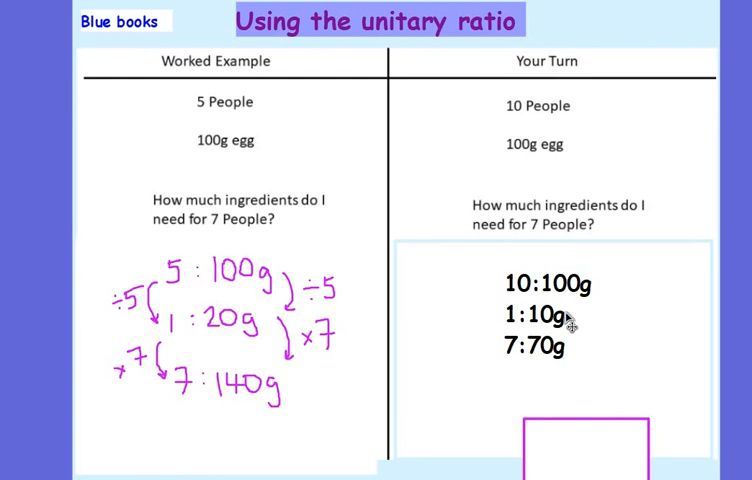 Blue books
Using the unitary ratio
Worked Example
5 People
100g egg
How much ingredients do I
need for 7 People?
5 : 100g
÷5
÷5
1 : 20g
×7
×7
7 : 140g
Your Turn
10 People
100g egg
How much ingredients do I
need for 7 People?
10:100g
1:10g
7:70g